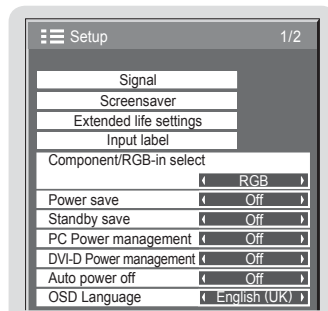 Setup 1/2
Signal
Screensaver
Extended life settings
Input label
Component/RGB-in select
RGB
Power save Off
Standby save Off
PC Power management Off
DVI-D Power management Off
Auto power off Off
OSD Language English (UK)